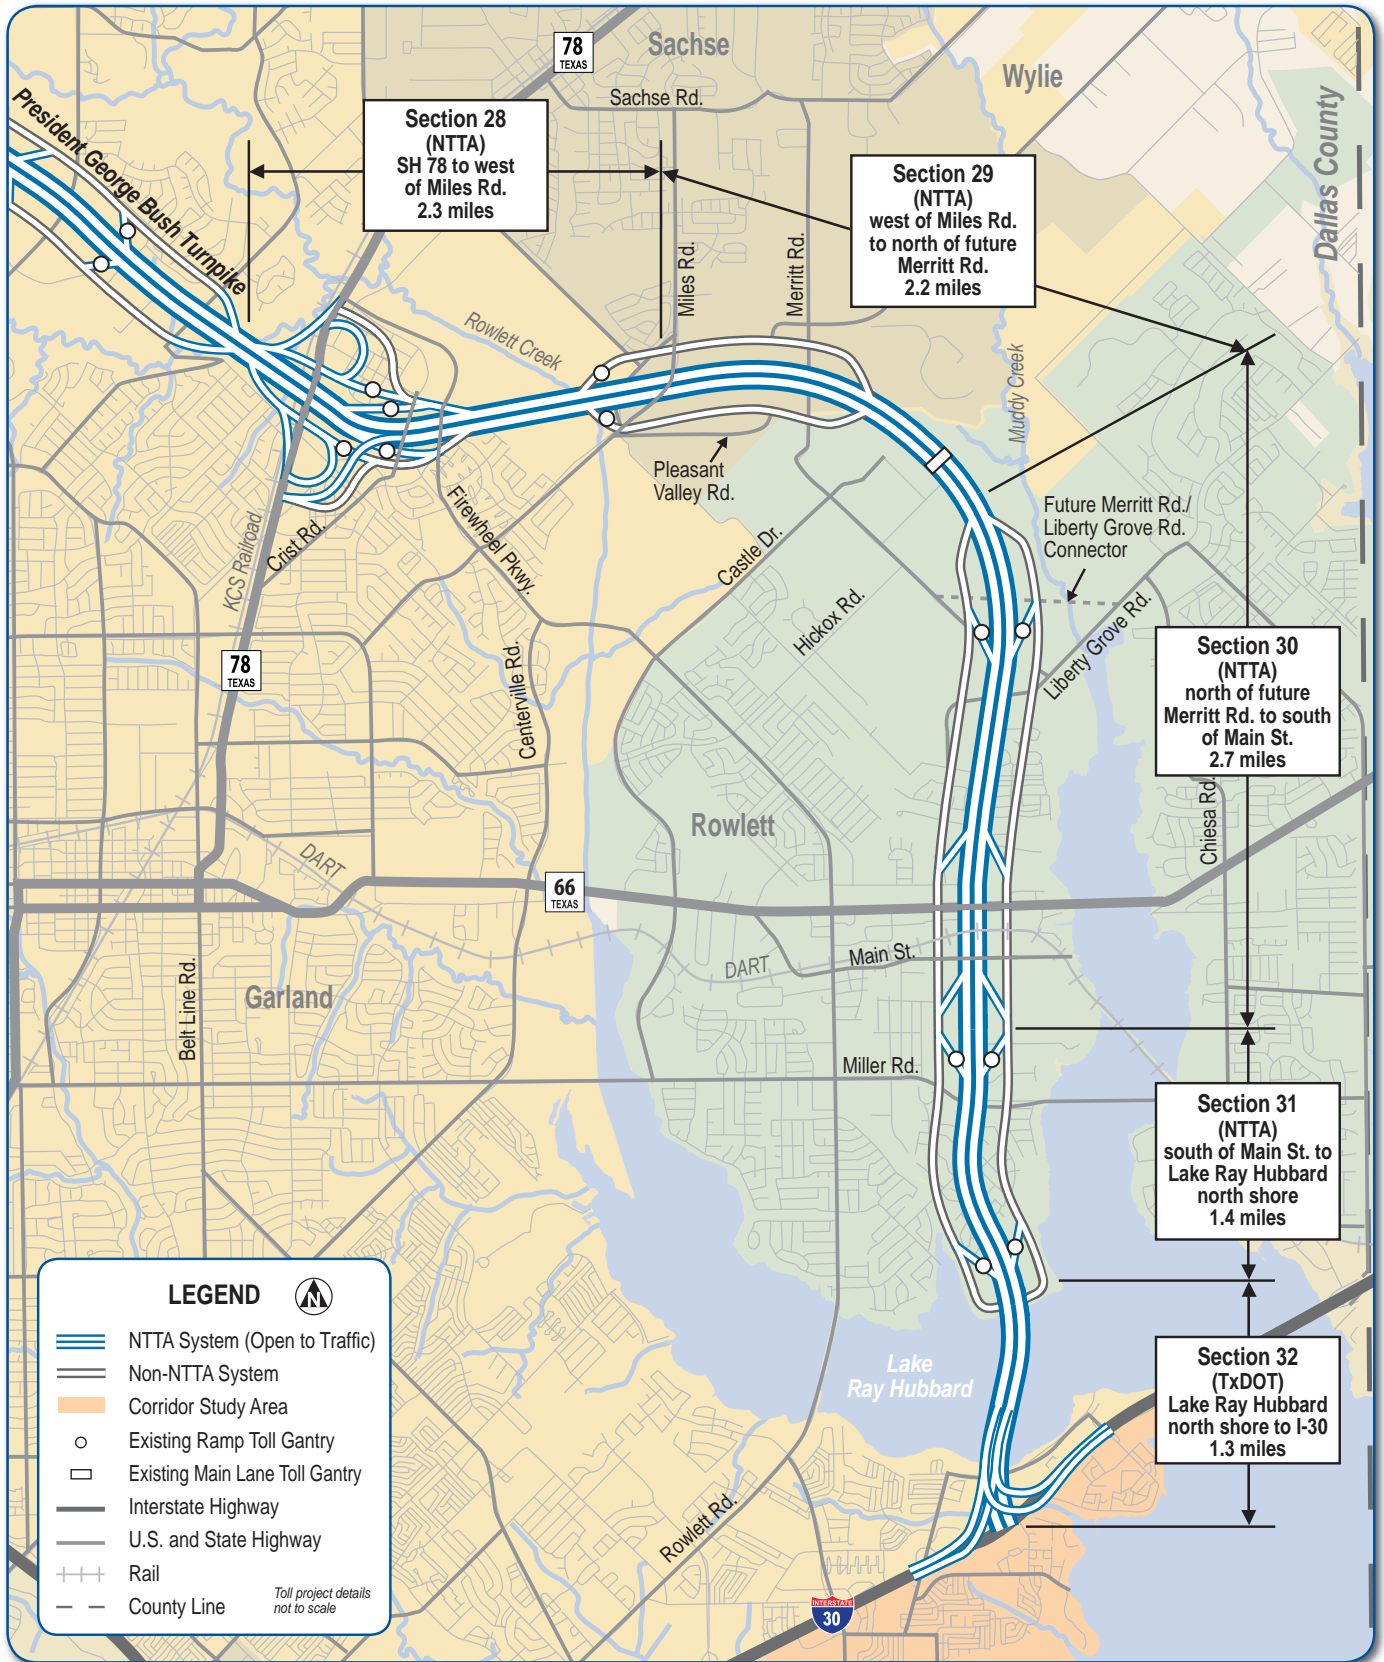 78
TEXAS
Sachse
Wylie
Sachse Rd.
Dallas County
President George Bush Turnpike
Section 28
(NTTA)
SH 78 to west
of Miles Rd.
2.3 miles
Section 29
(NTTA)
west of Miles Rd.
to north of future
Merritt Rd.
2.2 miles
Miles Rd.
Merritt Rd.
Rowlett Creek
Muddy Creek
Pleasant
Valley Rd.
Future Merritt Rd./
Liberty Grove Rd.
Connector
KCS Railroad
Crist Rd.
Firewheel Pkwy.
Castle Dr.
Hickox Rd.
Liberty Grove Rd.
78
TEXAS
Centerville Rd.
Section 30
(NTTA)
north of future
Merritt Rd. to south
of Main St.
2.7 miles
Chiesa Rd.
Rowlett
DART
66
TEXAS
Main St.
DART
Garland
Belt Line Rd.
Miller Rd.
Section 31
(NTTA)
south of Main St. to
Lake Ray Hubbard
north shore
1.4 miles
Lake
Ray Hubbard
Section 32
(TxDOT)
Lake Ray Hubbard
north shore to I-30
1.3 miles
Rowlett Rd.
INTERSTATE
30
LEGEND
N
NTTA System (Open to Traffic)
Non-NTTA System
Corridor Study Area
Existing Ramp Toll Gantry
Existing Main Lane Toll Gantry
Interstate Highway
U.S. and State Highway
Rail
County Line
Toll project details
not to scale